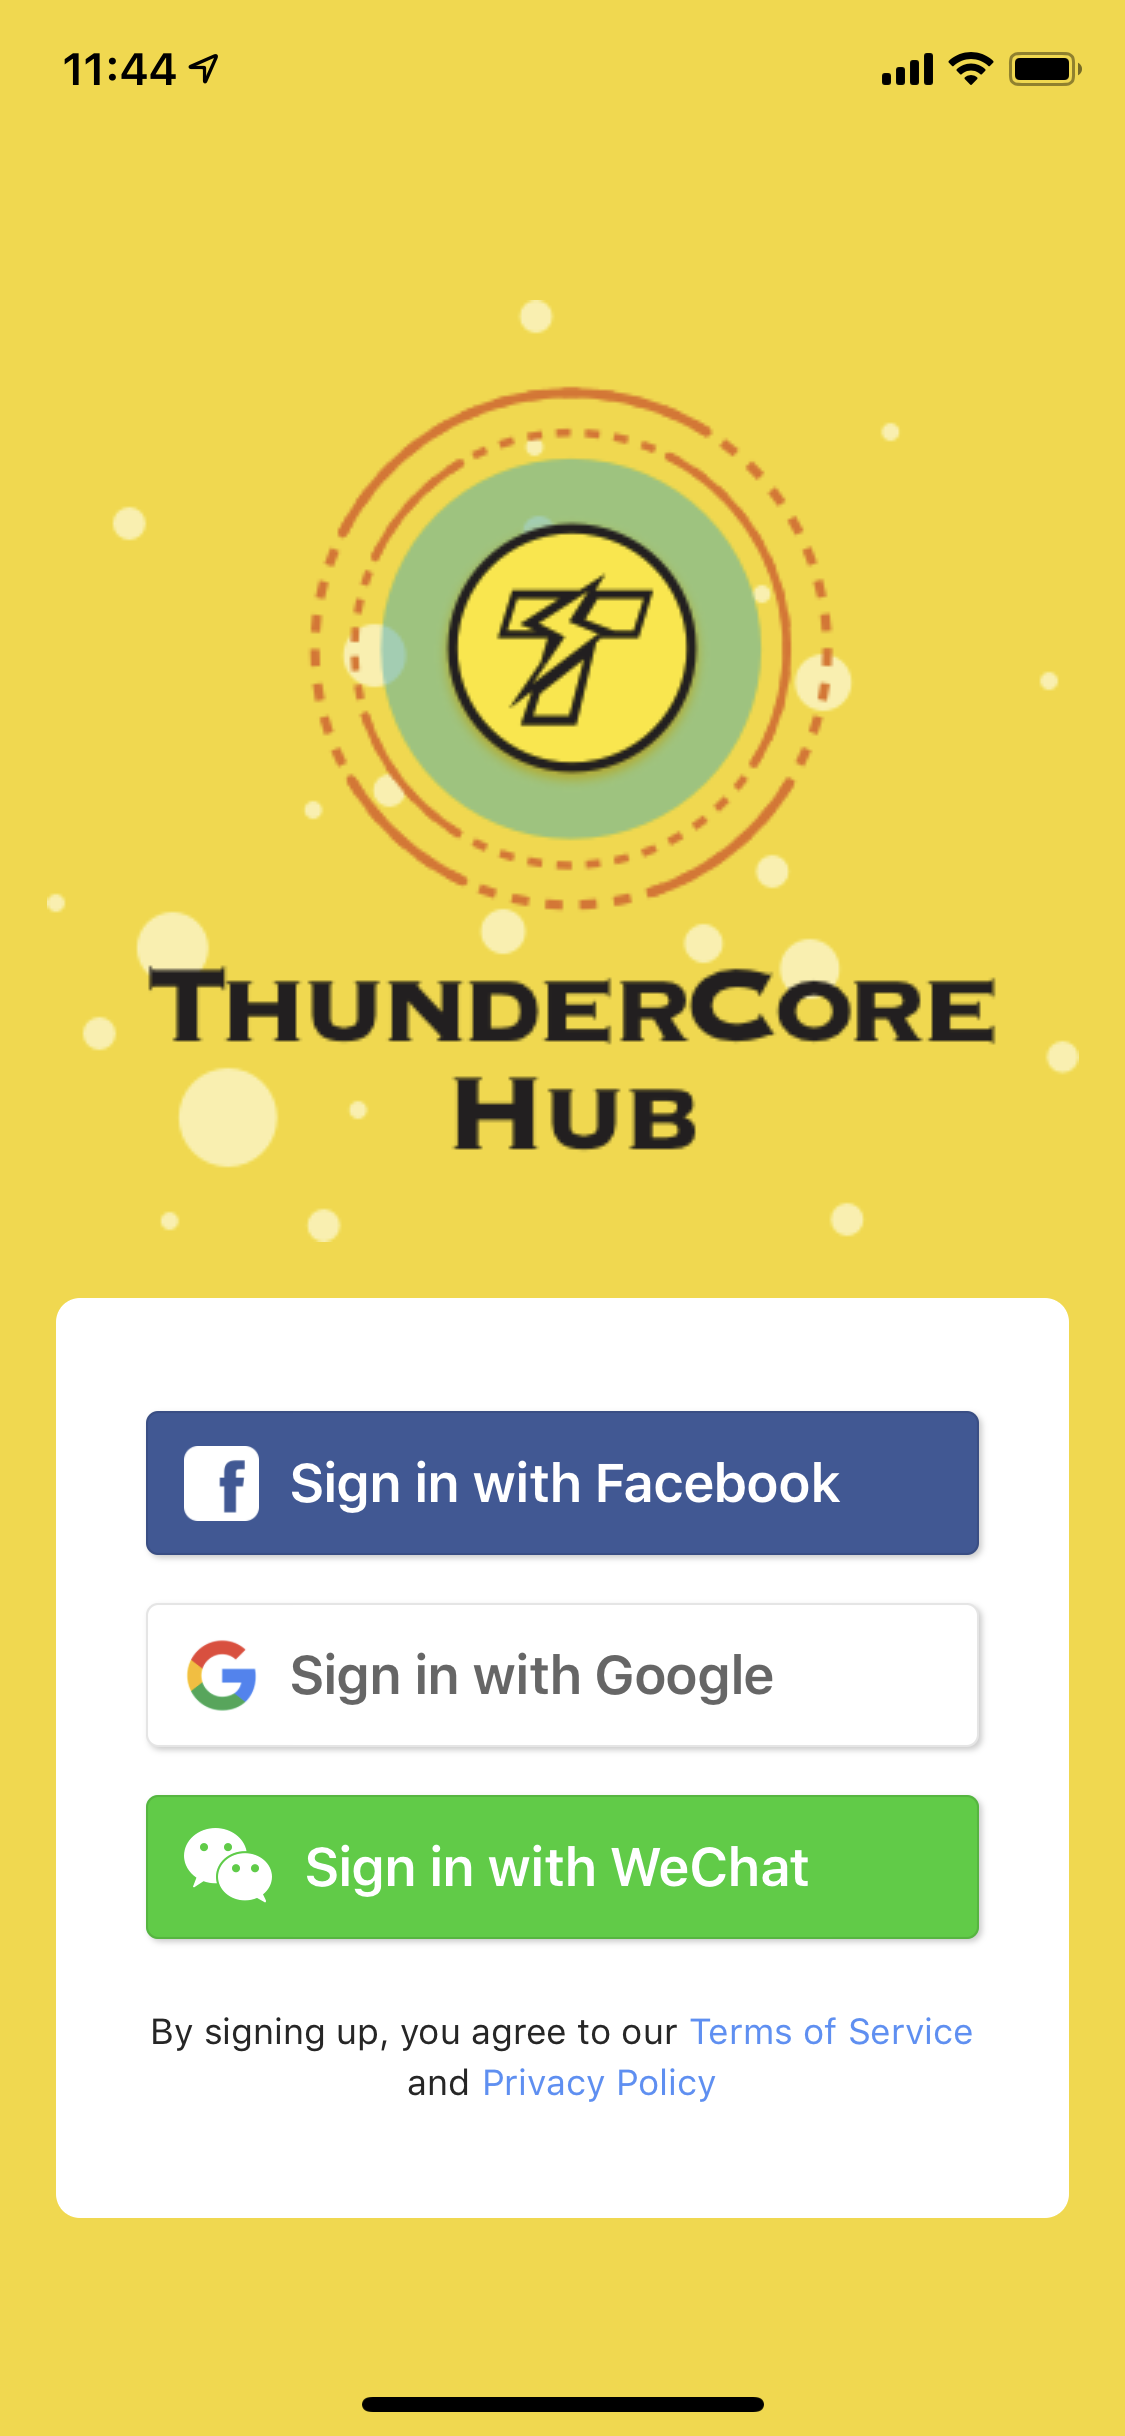 11:44
THUNDERCORE
HUB
Sign in with Facebook
Sign in with Google
Sign in with WeChat
By signing up, you agree to our Terms of Service
and Privacy Policy